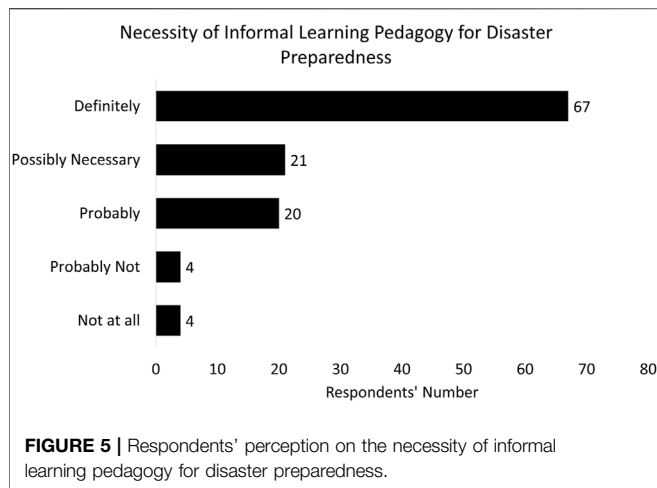 Necessity of Informal Learning Pedagogy for Disaster
Preparedness
Definitely 67
Possibly Necessary 21
Probably 20
Probably Not 4
Not at all 4
0 10 20 30 40 50 60 70 80
Respondents' Number
FIGURE 5 | Respondents’ perception on the necessity of informal
learning pedagogy for disaster preparedness.